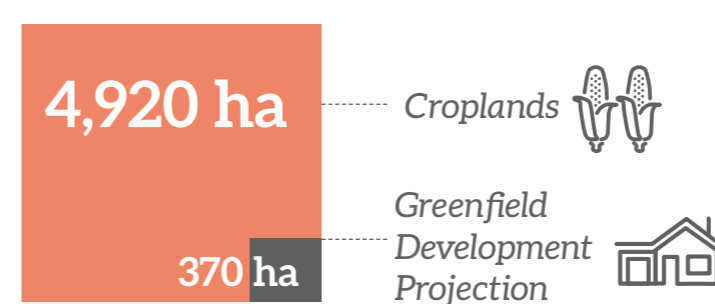 4,920 ha
Croplands
Greenfield
Development
Projection
370 ha